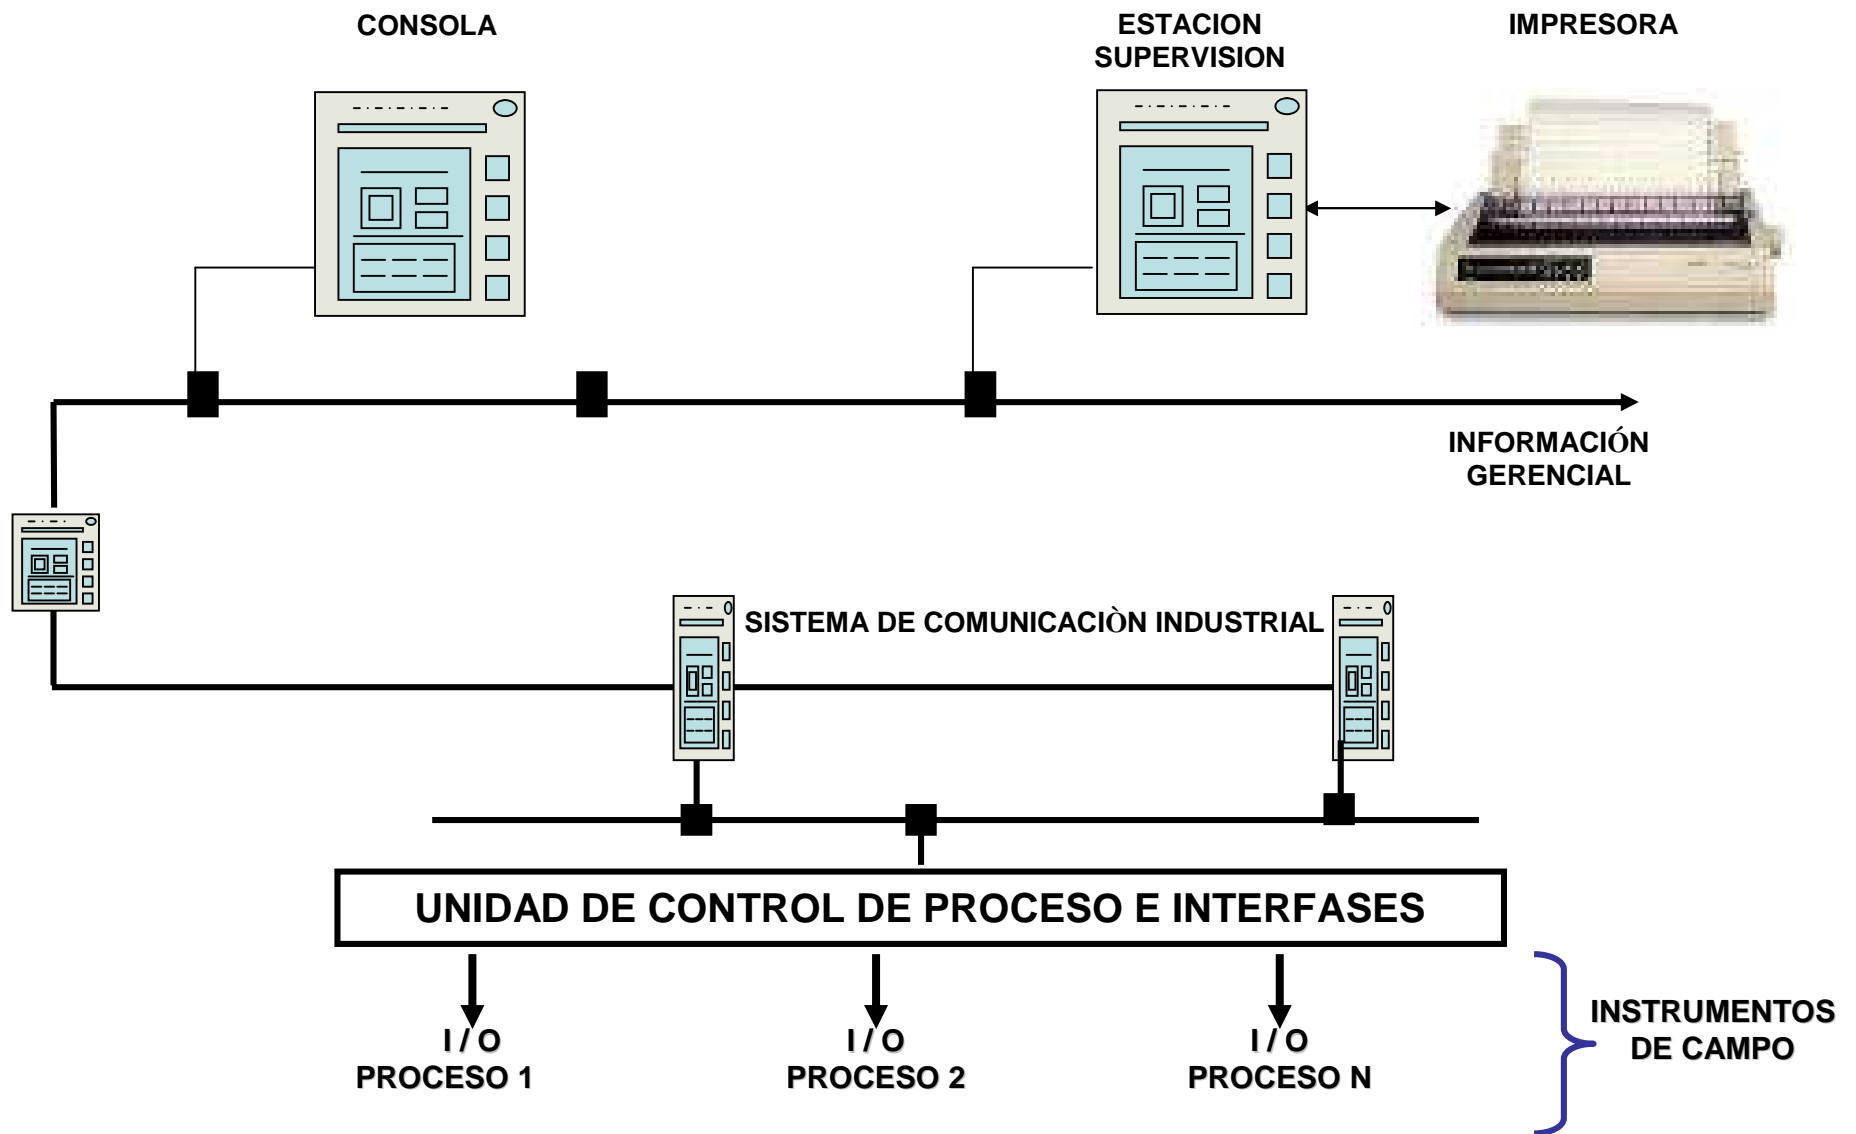 CONSOLA
ESTACION
SUPERVISION
IMPRESORA
INFORMACIÓN
GERENCIAL
SISTEMA DE COMUNICACIÒN INDUSTRIAL
UNIDAD DE CONTROL DE PROCESO E INTERFASES
I / O
PROCESO 1
I / O
PROCESO 2
I / O
PROCESO N
INSTRUMENTOS
DE CAMPO